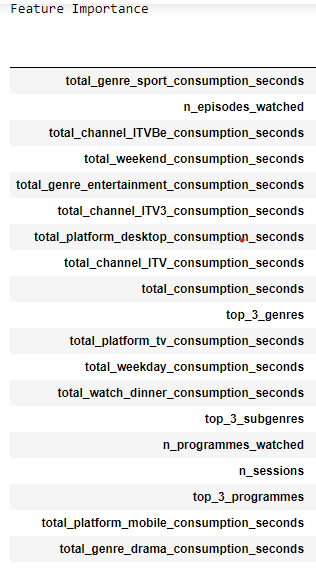 Feature Importance
total_genre_sport_consumption_seconds
n_episodes_watched
total_channel_ITVBe_consumption_seconds
total_weekend_consumption_seconds
total_genre_entertainment_consumption_seconds
total_channel_ITV3_consumption_seconds
total_platform_desktop_consumption_seconds
total_channel_ITV_consumption_seconds
total_consumption_seconds
top_3_genres
total_platform_tv_consumption_seconds
total_weekday_consumption_seconds
total_watch_dinner_consumption_seconds
top_3_subgenres
n_programmes_watched
n_sessions
top_3_programmes
total_platform_mobile_consumption_seconds
total_genre_drama_consumption_seconds